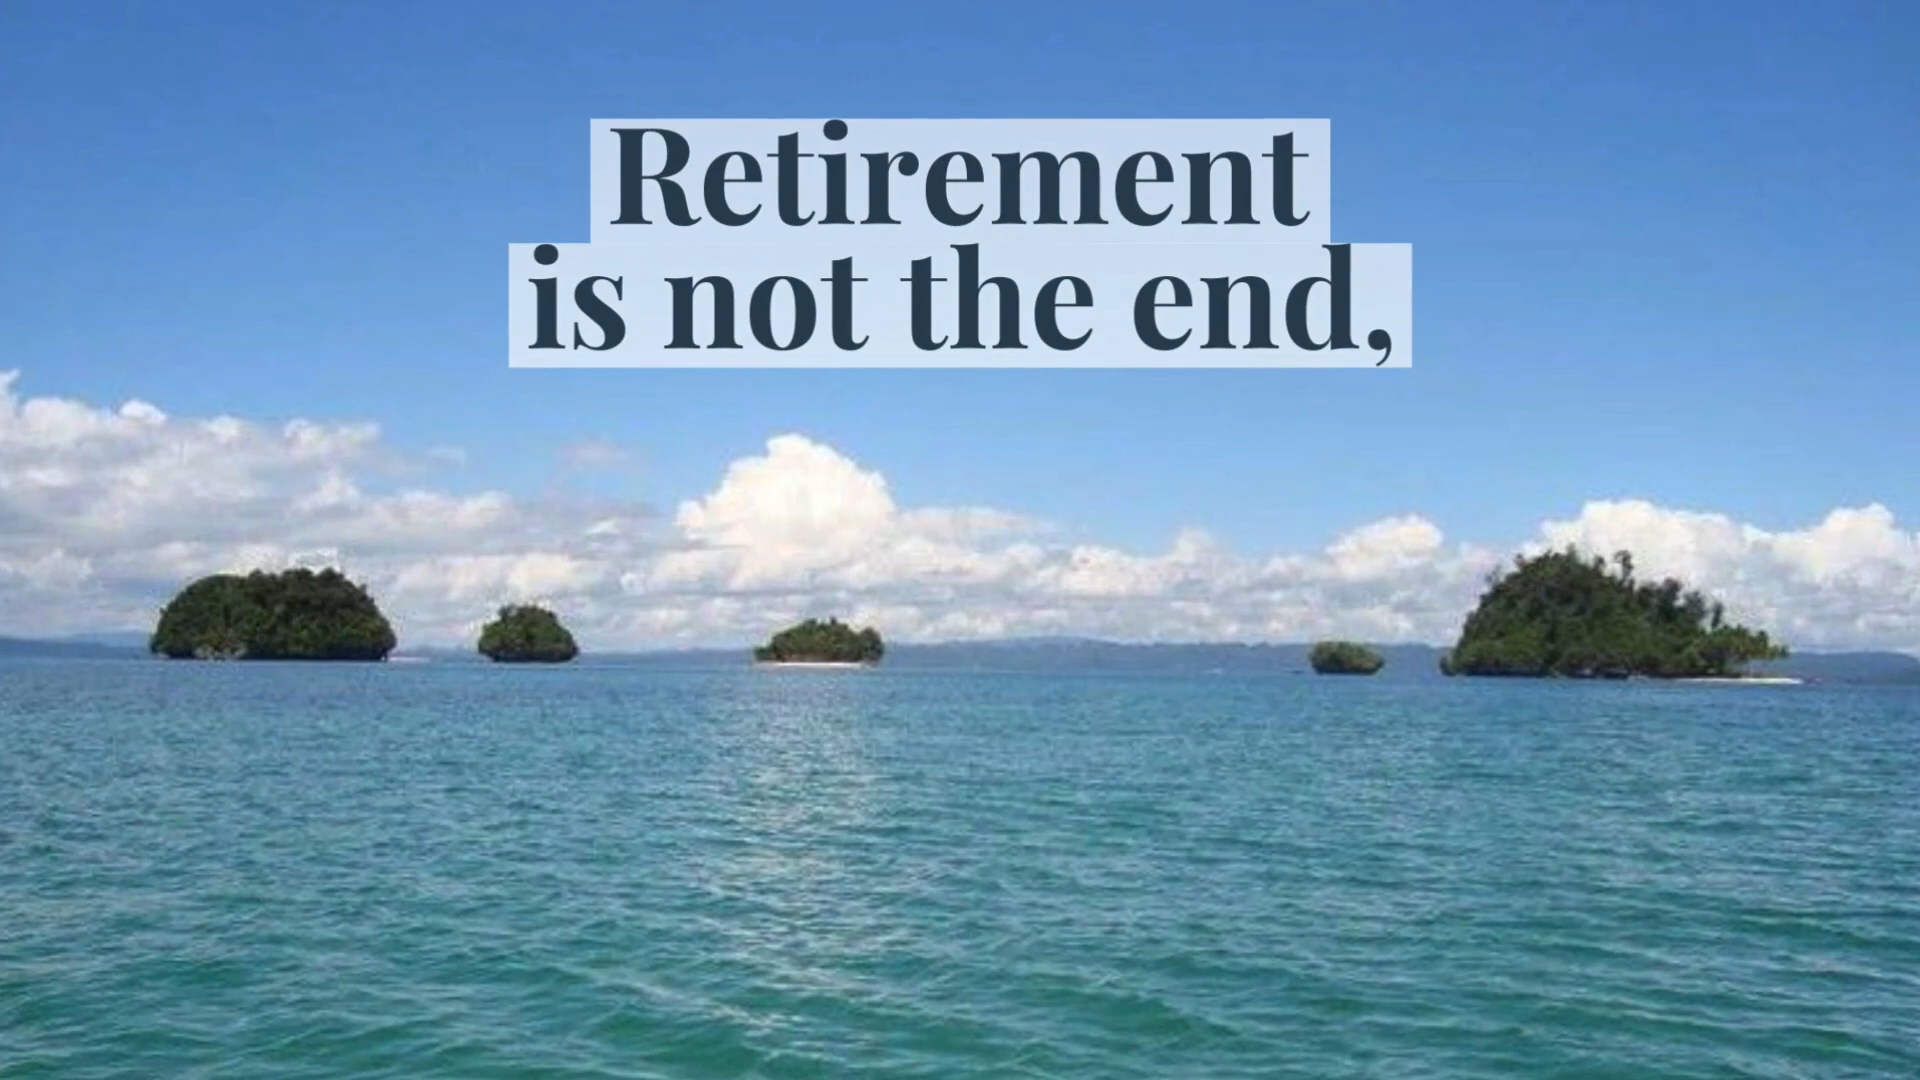 Retirement
is not the end,